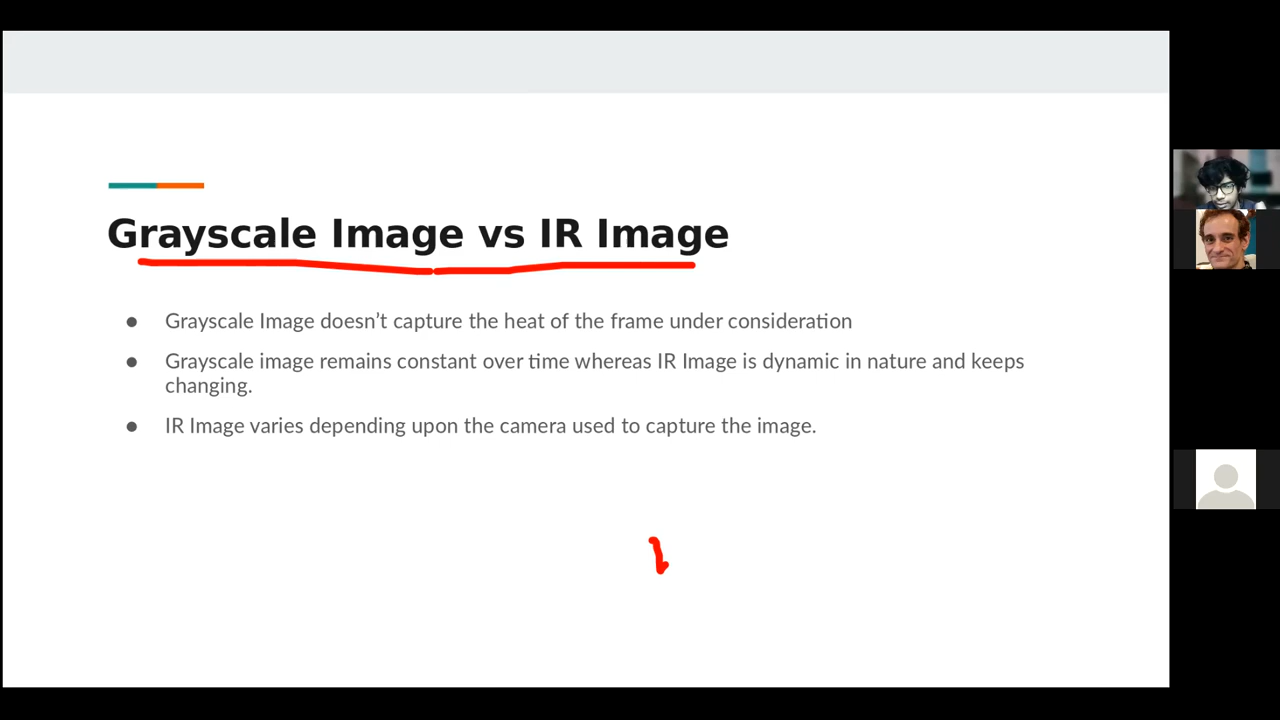 Grayscale Image vs IR Image
● Grayscale Image doesn’t capture the heat of the frame under consideration
● Grayscale image remains constant over time whereas IR Image is dynamic in nature and keeps
changing.
● IR Image varies depending upon the camera used to capture the image.